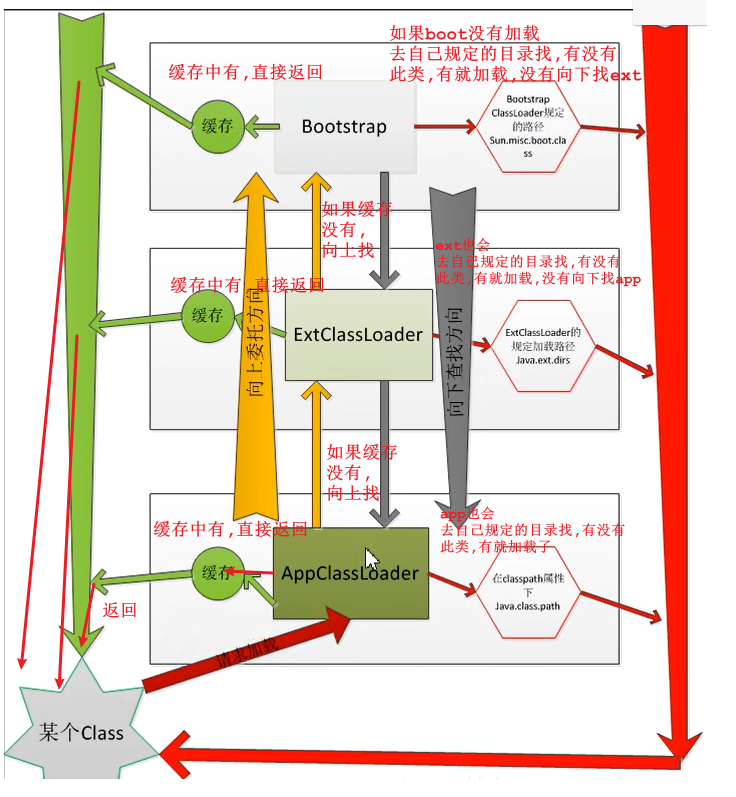 如果boot没有加载
去自己规定的目录找,有没有
此类,有就加载,没有向下找ext
缓存中有,直接返回
缓存
Bootstrap
Bootstrap
ClassLoader规定
的路径
Sun.misc.boot.cla
ss
如果缓存
没有,
向上找
ext也会
去自己规定的目录找,有没有
此类,有就加载,没有向下找app
缓存中有,直接返回
缓存
向上委托方向
ExtClassLoader
向下查找方向
ExtClassLoader的
规定加载路径
Java.ext.dirs
如果缓存
没有,
向上找
app也会
去自己规定的目录找,有没有
此类,有就加载了
缓存中有,直接返回
缓存
AppClassLoader
在classpath属性
下
Java.class.path
返回
请求加载
某个Class